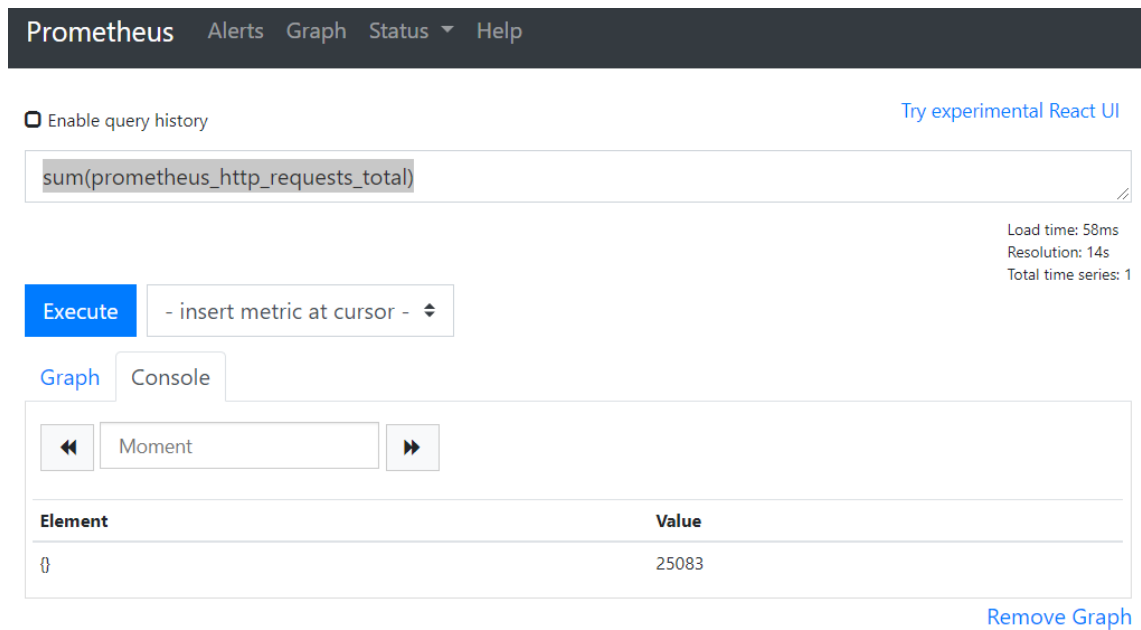 Prometheus Alerts Graph Status Help
Try experimental React UI
Enable query history
sum(prometheus_http_requests_total)
Load time: 58ms
Resolution: 14s
Total time series: 1
Execute - insert metric at cursor -
Graph Console
Moment
Element Value
{} 25083
Remove Graph